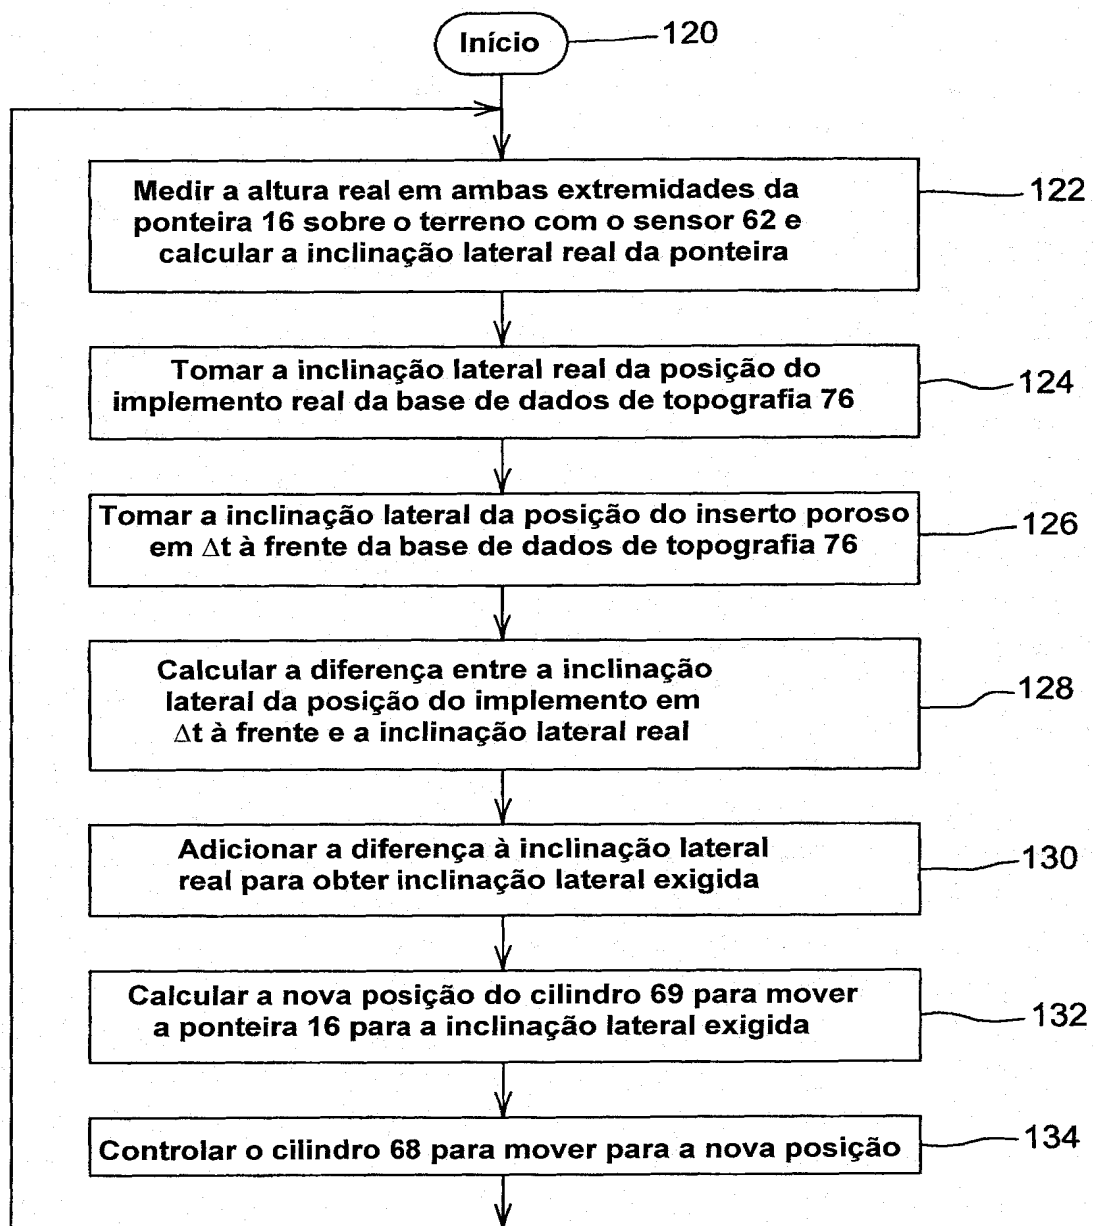 Início
120
Medir a altura real em ambas extremidades da
ponteira 16 sobre o terreno com o sensor 62 e
calcular a inclinação lateral real da ponteira
122
Tomar a inclinação lateral real da posição do
implemento real da base de dados de topografia 76
124
Tomar a inclinação lateral da posição do inserto poroso
em Δt à frente da base de dados de topografia 76
126
Calcular a diferença entre a inclinação
lateral da posição do implemento em
Δt à frente e a inclinação lateral real
128
Adicionar a diferença à inclinação lateral
real para obter inclinação lateral exigida
130
Calcular a nova posição do cilindro 69 para mover
a ponteira 16 para a inclinação lateral exigida
132
Controlar o cilindro 68 para mover para a nova posição
134